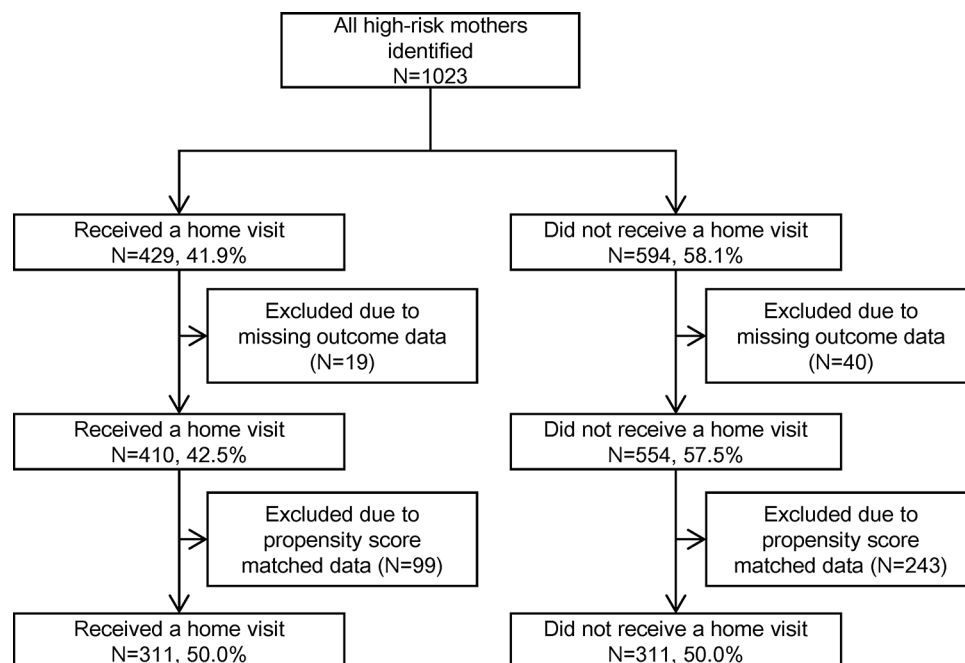 All high-risk mothers
identified
N=1023
Received a home visit
N=429, 41.9%
Did not receive a home visit
N=594, 58.1%
Excluded due to
missing outcome data
(N=19)
Excluded due to
missing outcome data
(N=40)
Received a home visit
N=410, 42.5%
Did not receive a home visit
N=554, 57.5%
Excluded due to
propensity score
matched data (N=99)
Excluded due to
propensity score
matched data (N=243)
Received a home visit
N=311, 50.0%
Did not receive a home visit
N=311, 50.0%